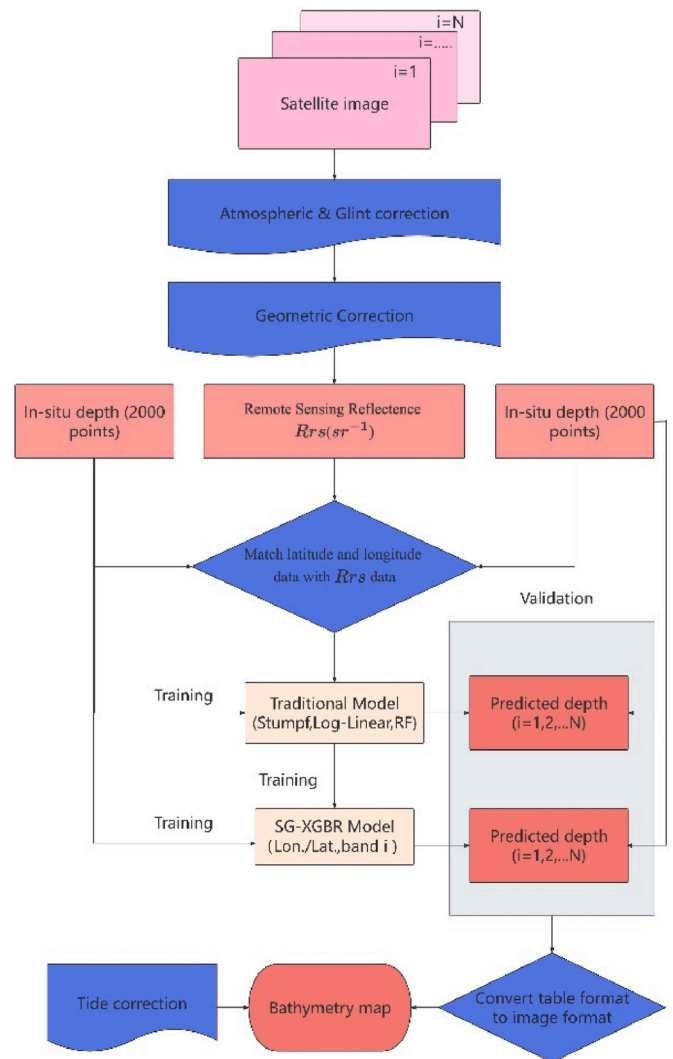 i=N
i=.....
i=1
Satellite image
Atmospheric & Glint correction
Geometric Correction
In-situ depth (2000
points)
Remote Sensing Reflectence
Rrs(sr⁻¹)
In-situ depth (2000
points)
Match latitude and longitude
data with Rrs data
Validation
Training
Traditional Model
(Stumpf,Log-Linear,RF)
Predicted depth
(i=1,2,...N)
Training
Training
SG-XGBR Model
(Lon./Lat.,band i )
Predicted depth
(i=1,2,...N)
Tide correction
Bathymetry map
Convert table format
to image format